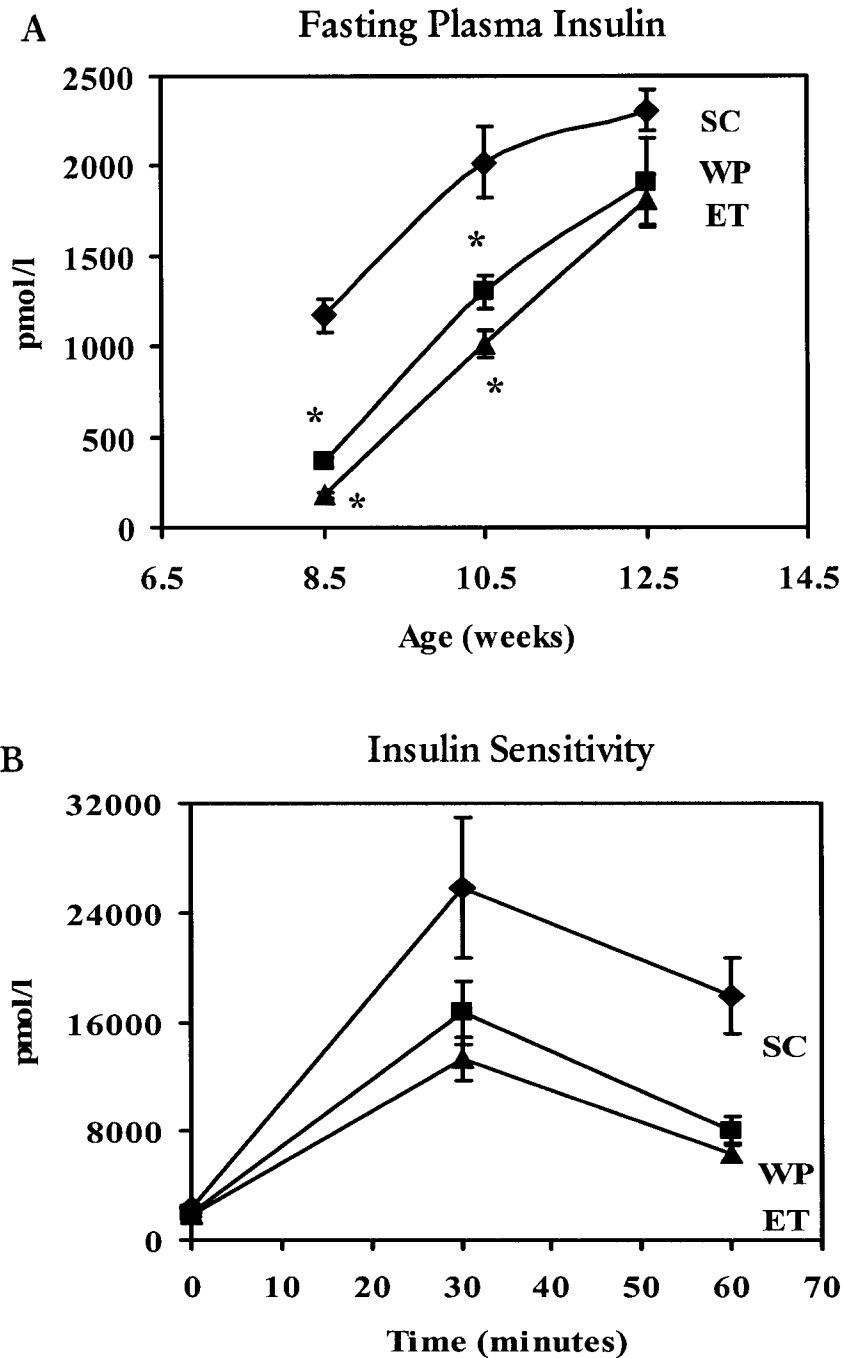 A
Fasting Plasma Insulin
2500
2000
1500
1000
500
0
pmol/l
SC
WP
ET
*
*
*
*
6.5 8.5 10.5 12.5 14.5
Age (weeks)
B
Insulin Sensitivity
32000
24000
16000
8000
0
pmol/l
SC
WP
ET
0 10 20 30 40 50 60 70
Time (minutes)